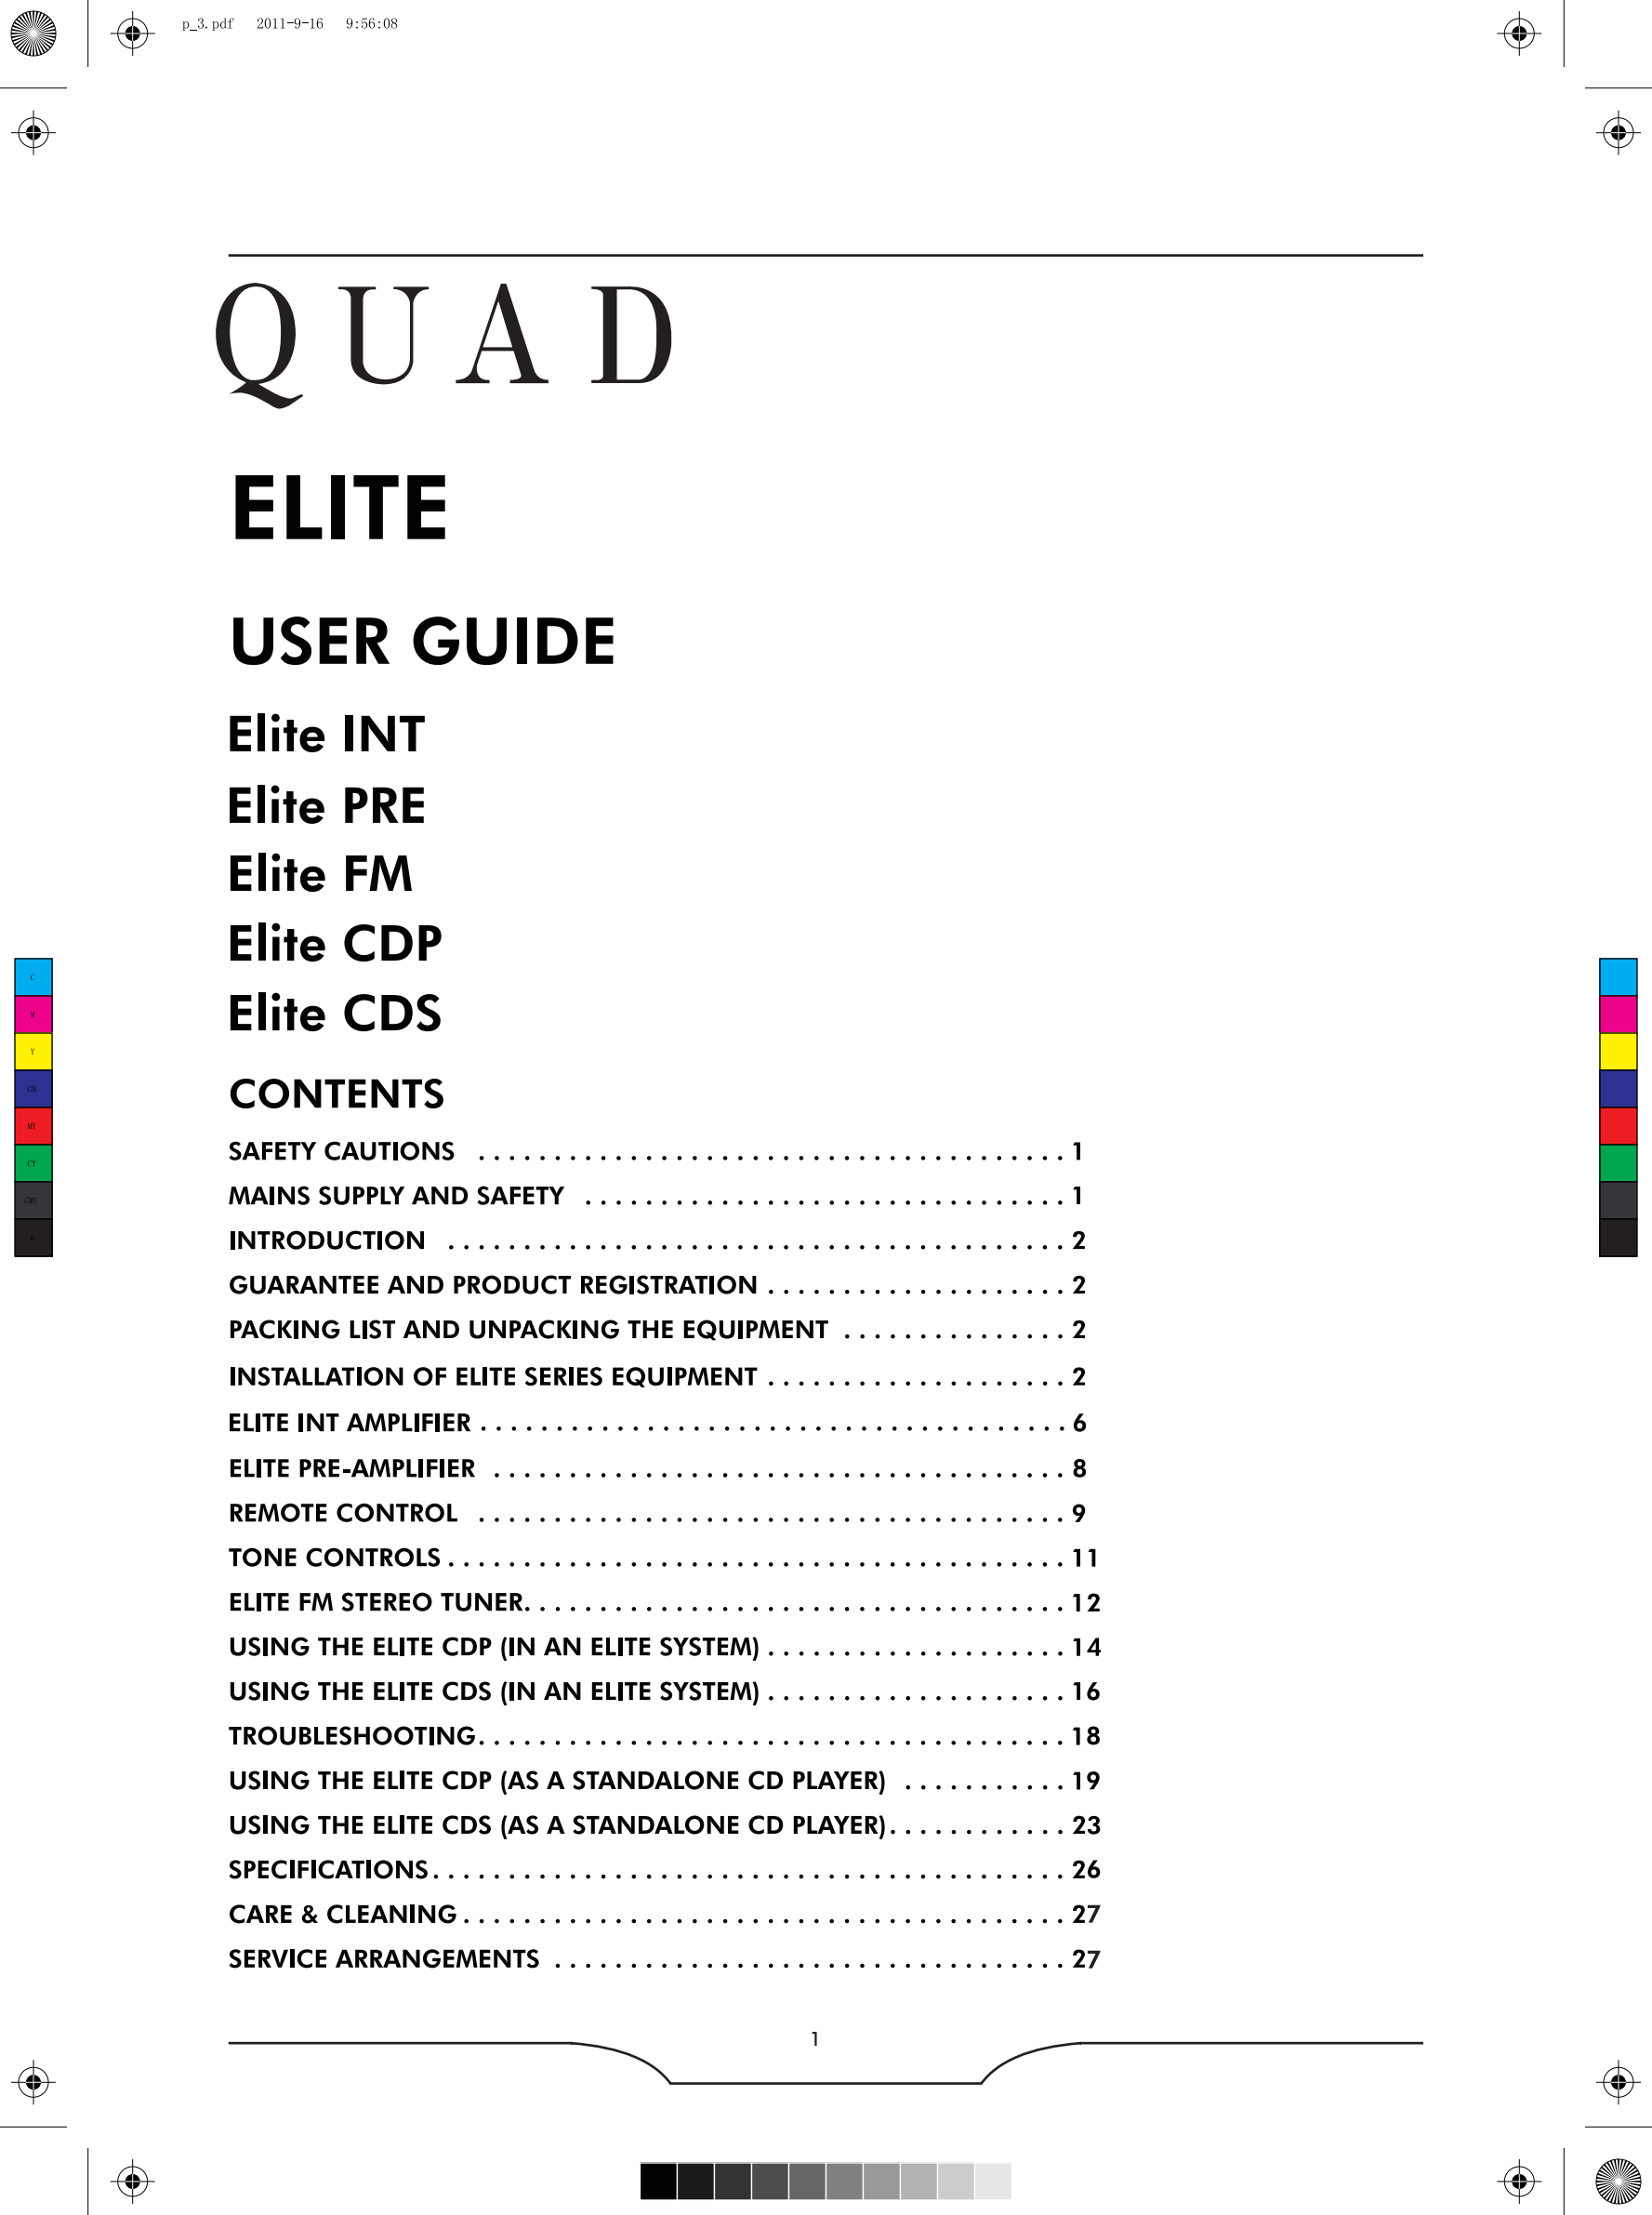 p_3.pdf 2011-9-16 9:56:08
QUAD
ELITE
USER GUIDE
Elite INT
Elite PRE
Elite FM
Elite CDP
Elite CDS
CONTENTS
SAFETY CAUTIONS . . . . . . . . . . . . . . . . . . . . . . . . . . . . . . . . . . . . . . . 1
MAINS SUPPLY AND SAFETY . . . . . . . . . . . . . . . . . . . . . . . . . . . . . . . . 1
INTRODUCTION . . . . . . . . . . . . . . . . . . . . . . . . . . . . . . . . . . . . . . . . . 2
GUARANTEE AND PRODUCT REGISTRATION . . . . . . . . . . . . . . . . . . . . 2
PACKING LIST AND UNPACKING THE EQUIPMENT . . . . . . . . . . . . . . . 2
INSTALLATION OF ELITE SERIES EQUIPMENT . . . . . . . . . . . . . . . . . . . . 2
ELITE INT AMPLIFIER . . . . . . . . . . . . . . . . . . . . . . . . . . . . . . . . . . . . . . . 6
ELITE PRE-AMPLIFIER . . . . . . . . . . . . . . . . . . . . . . . . . . . . . . . . . . . . . . 8
REMOTE CONTROL . . . . . . . . . . . . . . . . . . . . . . . . . . . . . . . . . . . . . . . 9
TONE CONTROLS . . . . . . . . . . . . . . . . . . . . . . . . . . . . . . . . . . . . . . . . . 11
ELITE FM STEREO TUNER. . . . . . . . . . . . . . . . . . . . . . . . . . . . . . . . . . . . 12
USING THE ELITE CDP (IN AN ELITE SYSTEM) . . . . . . . . . . . . . . . . . . . . 14
USING THE ELITE CDS (IN AN ELITE SYSTEM) . . . . . . . . . . . . . . . . . . . . 16
TROUBLESHOOTING. . . . . . . . . . . . . . . . . . . . . . . . . . . . . . . . . . . . . . . 18
USING THE ELITE CDP (AS A STANDALONE CD PLAYER) . . . . . . . . . . . 19
USING THE ELITE CDS (AS A STANDALONE CD PLAYER). . . . . . . . . . . . 23
SPECIFICATIONS. . . . . . . . . . . . . . . . . . . . . . . . . . . . . . . . . . . . . . . . . . 26
CARE & CLEANING . . . . . . . . . . . . . . . . . . . . . . . . . . . . . . . . . . . . . . . . 27
SERVICE ARRANGEMENTS . . . . . . . . . . . . . . . . . . . . . . . . . . . . . . . . . . 27
1
C
M
Y
CM
MY
CY
CMY
K